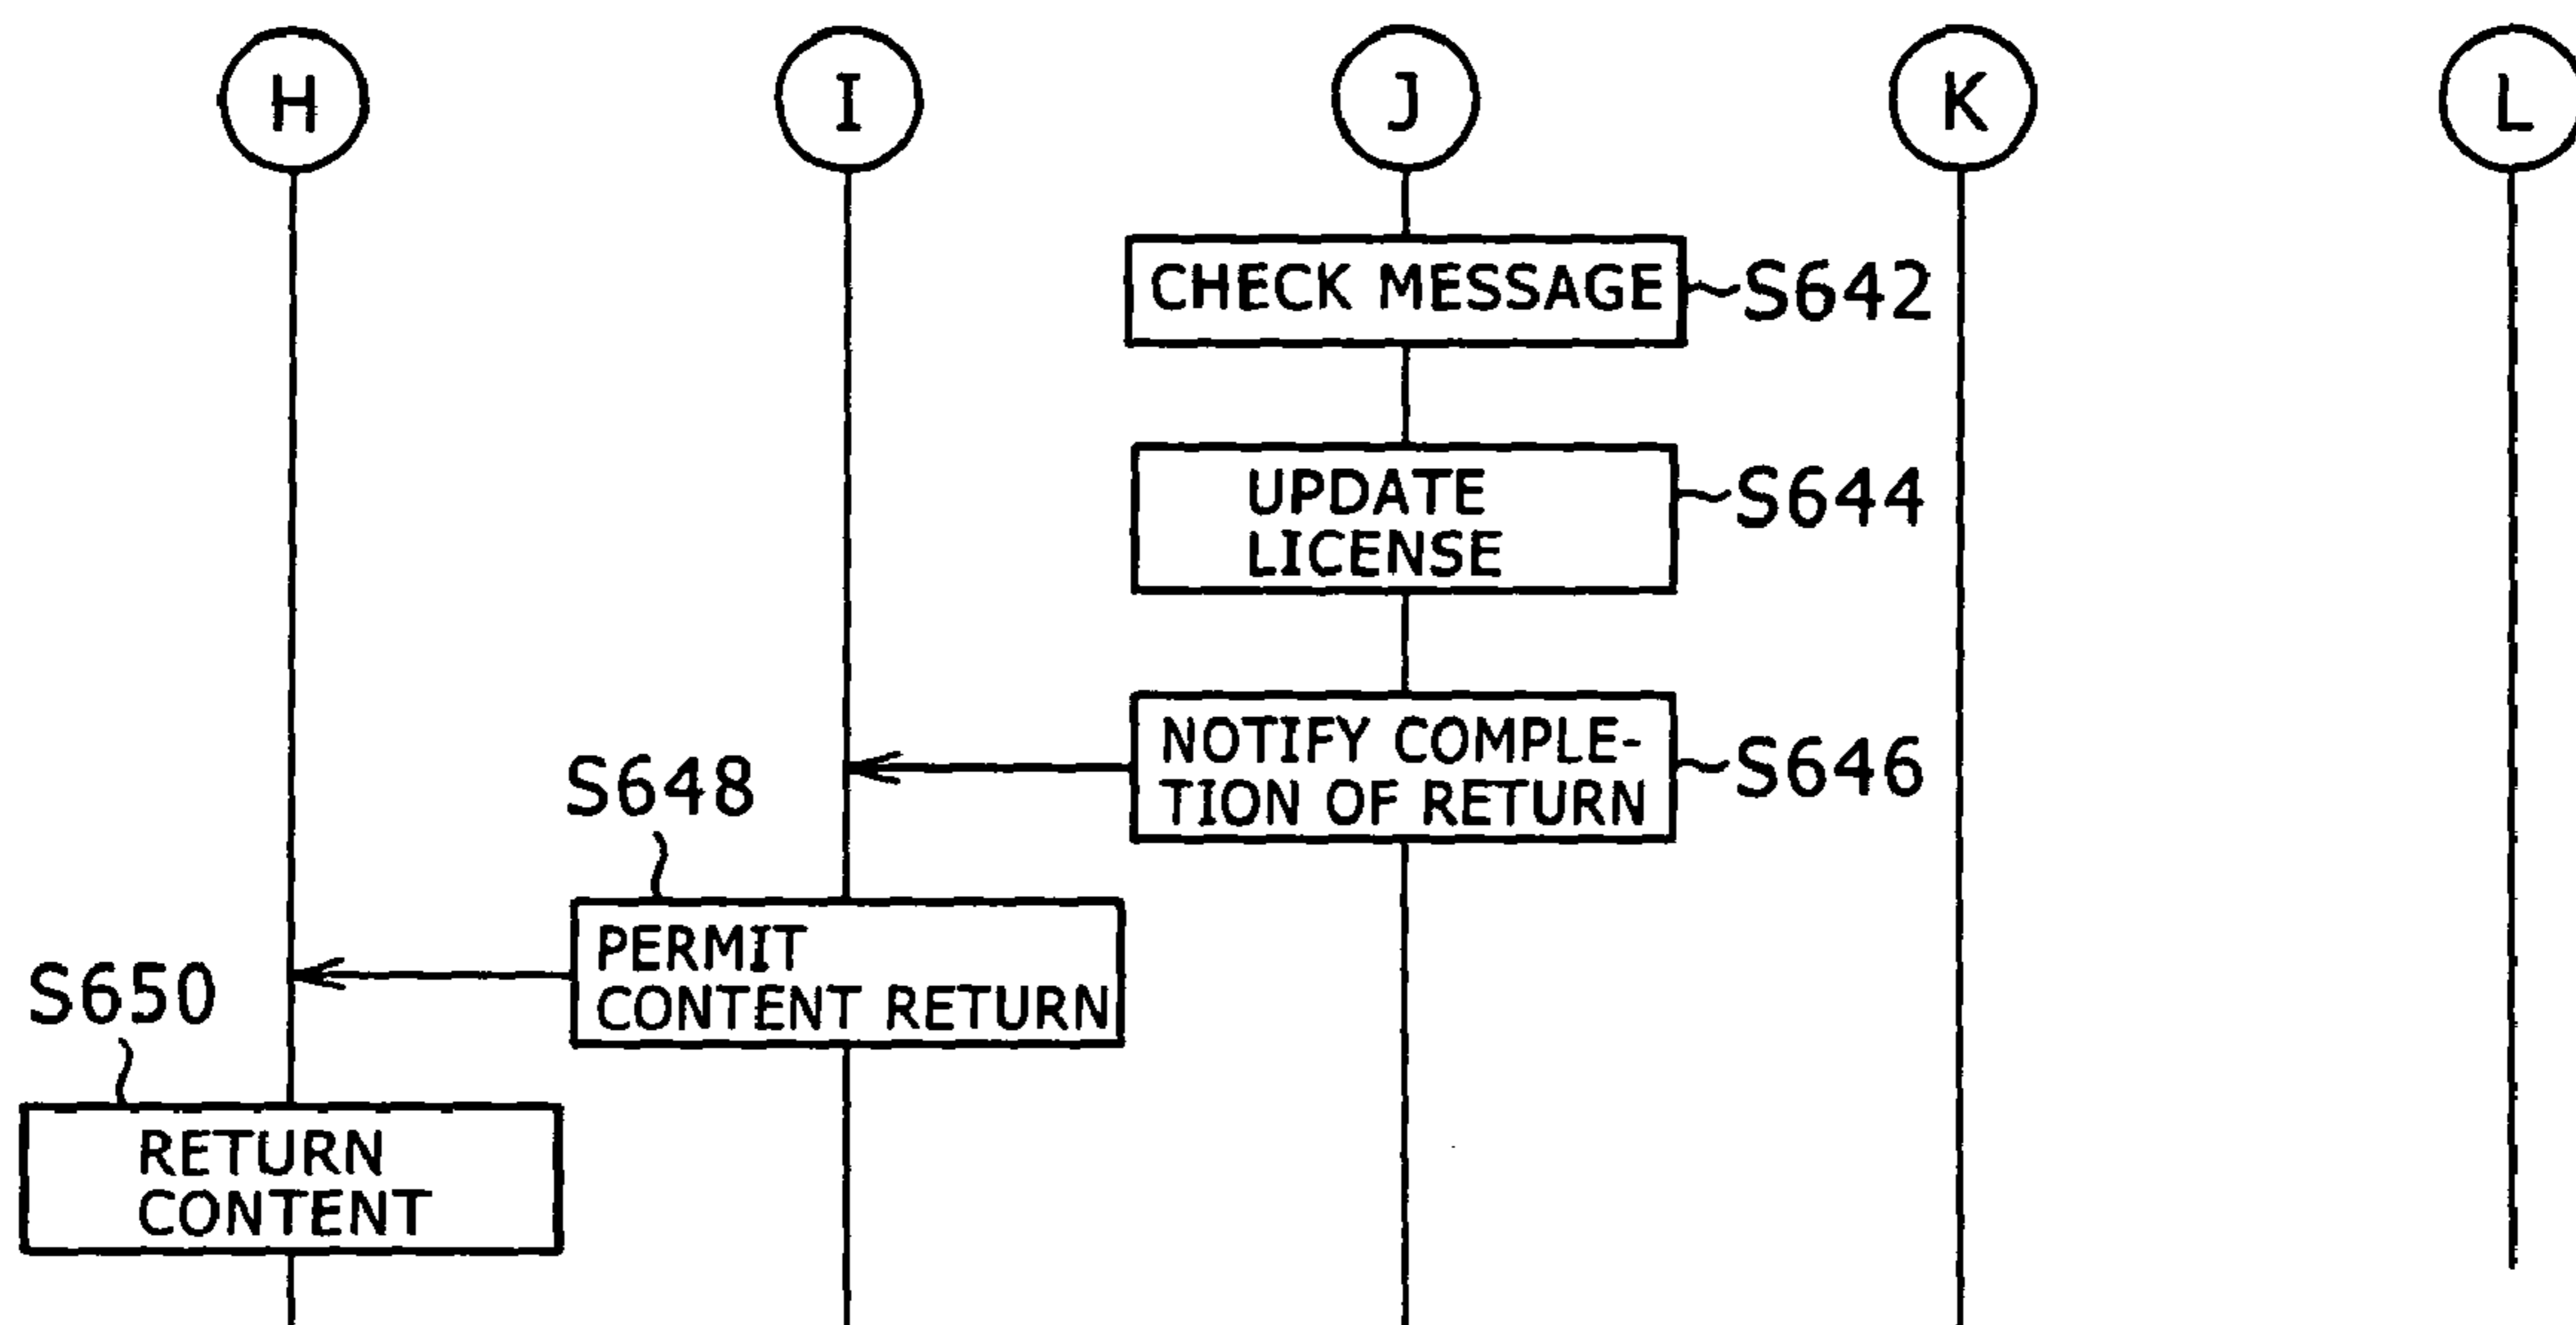 H I J K L
CHECK MESSAGE S642
UPDATE S644
LICENSE
NOTIFY COMPLE- S646
TION OF RETURN
S648
PERMIT
CONTENT RETURN
S650
RETURN
CONTENT